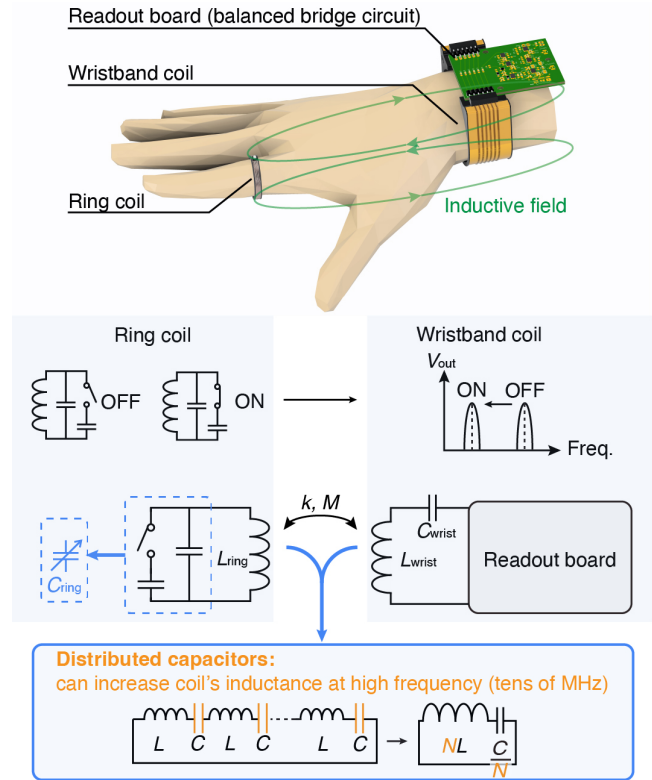 Readout board (balanced bridge circuit)
Wristband coil
Ring coil
Inductive field
Ring coil
Wristband coil
OFF
ON
Vout
ON
OFF
Freq.
k, M
Cring
Lring
Cwrist
Lwrist
Readout board
Distributed capacitors:
can increase coil's inductance at high frequency (tens of MHz)
L C L C L C
NL
C
N